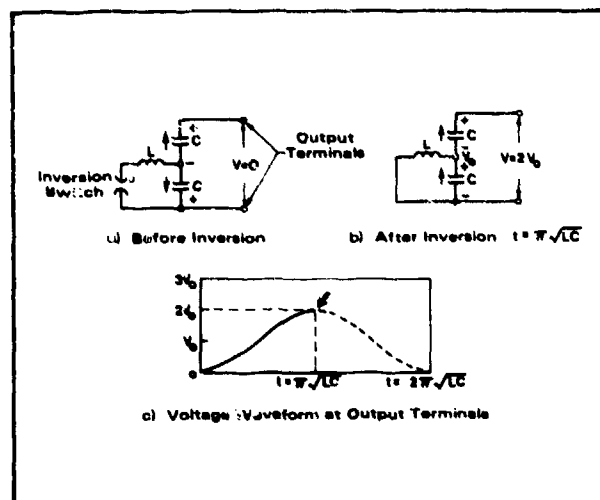 +
C
L
-
V=O
Output
Terminals
Inversion
Switch
C
+
a) Before Inversion
+
C
-
L
V₀
V=2V₀
+
C
-
b) After Inversion t = π√LC
3V₀
2V₀
V₀
0
t = π√LC
t = 2π√LC
c) Voltage Waveform at Output Terminals